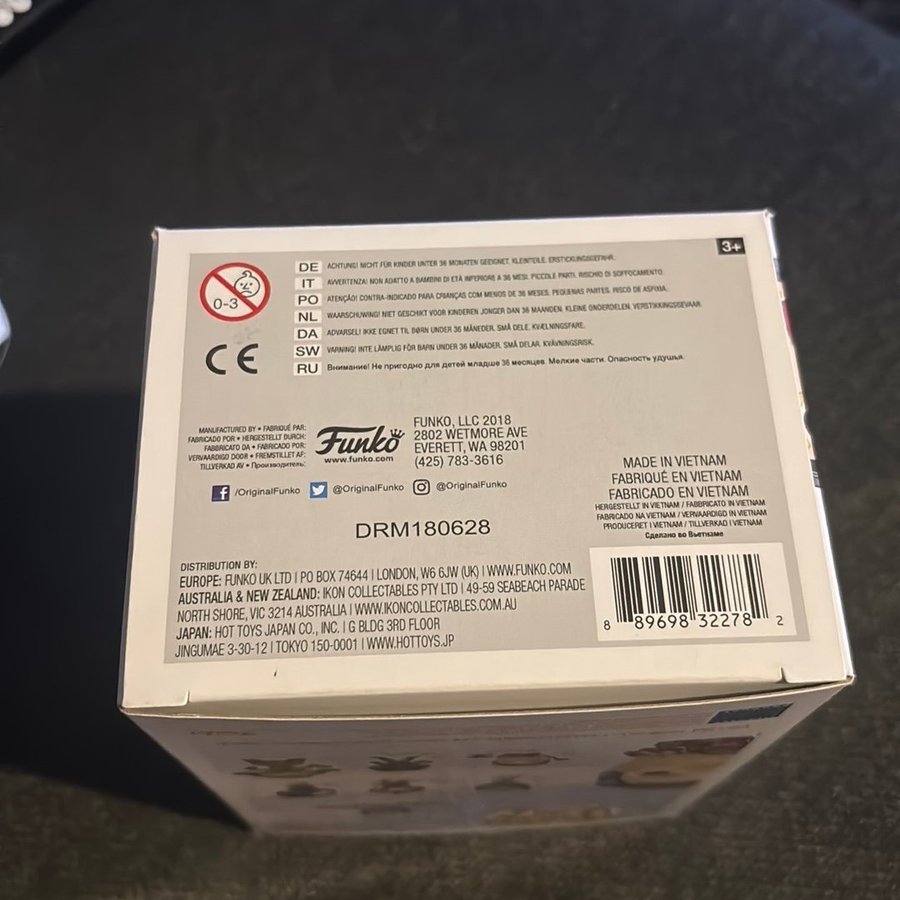 3+
0-3
DE ACHTUNG! NICHT FÜR KINDER UNTER 36 MONATEN GEEIGNET. KLEINTEILE. ERSTICKUNGSGEFAHR.
IT AVVERTENZA! NON ADATTO A BAMBINI DI ETÀ INFERIORE A 36 MESI. PICCOLE PARTI. RISCHIO DI SOFFOCAMENTO.
PO ATENÇÃO! CONTRA-INDICADO PARA CRIANÇAS COM MENOS DE 36 MESES. PEQUENAS PARTES. RISCO DE ASFIXIA.
NL WAARSCHUWING! NIET GESCHIKT VOOR KINDEREN JONGER DAN 36 MAANDEN. KLEINE ONDERDELEN. VERSTIKKINGSGEVAAR.
DA ADVARSEL! IKKE EGNET TIL BØRN UNDER 36 MÅNEDER. SMÅ DELE. KVÆLNINGSFARE.
SW VARNING! INTE LÄMPLIG FÖR BARN UNDER 36 MÅNADER. SMÅ DELAR. KVÄVNINGSRISK.
RU Внимание! Не пригодно для детей младше 36 месяцев. Мелкие части. Опасность удушья.
CE
MANUFACTURED BY • FABRIQUÉ PAR:
FABRICADO POR • HERGESTELLT DURCH:
FABBRICATO DA • FABRICADO POR:
VERVAARDIGD DOOR • FREMSTILLET AF:
TILLVERKAD AV • Производитель:
Funko
www.funko.com
FUNKO, LLC 2018
2802 WETMORE AVE
EVERETT, WA 98201
(425) 783-3616
/OriginalFunko @OriginalFunko @OriginalFunko
MADE IN VIETNAM
FABRIQUÉ EN VIETNAM
FABRICADO EN VIETNAM
HERGESTELLT IN VIETNAM / FABBRICATO IN VIETNAM
FABRICADO NA VIETNAM / VERVAARDIGD IN VIETNAM
PRODUCERET I VIETNAM / TILLVERKAD I VIETNAM
Сделано во Вьетнаме
DRM180628
DISTRIBUTION BY:
EUROPE: FUNKO UK LTD | PO BOX 74644 | LONDON, W6 6JW (UK) | WWW.FUNKO.COM
AUSTRALIA & NEW ZEALAND: IKON COLLECTABLES PTY LTD | 49-59 SEABEACH PARADE
NORTH SHORE, VIC 3214 AUSTRALIA | WWW.IKONCOLLECTABLES.COM.AU
JAPAN: HOT TOYS JAPAN CO., INC. | G BLDG 3RD FLOOR
JINGUMAE 3-30-12 | TOKYO 150-0001 | WWW.HOTTOYS.JP
8 89698 32278 2